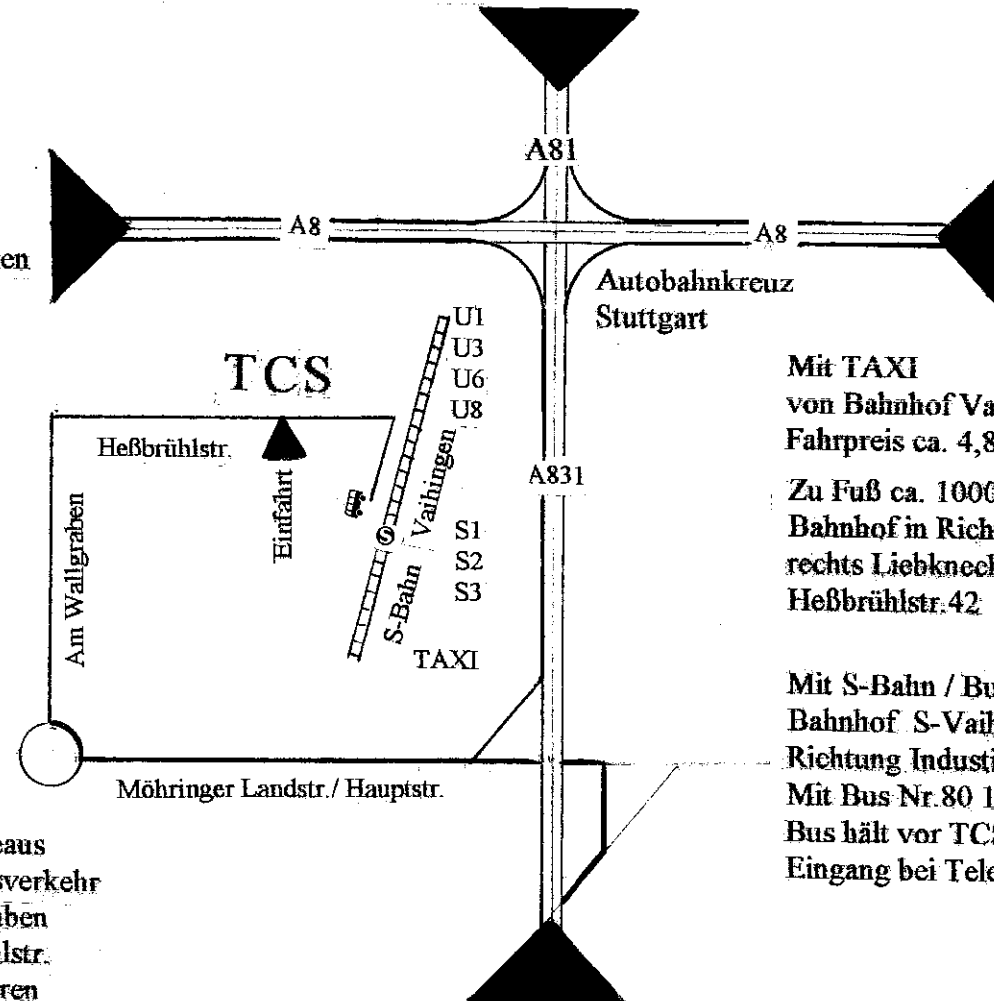 A81
A8
A8
en
Autobahnkreuz
Stuttgart
U1
U3
U6
U8
TCS
Heßbrühlstr.
Einfahrt
Am Wallgraben
S
S-Bahn Vaihingen
S1
S2
S3
TAXI
A831
Möhringer Landstr./ Hauptstr.
Mit TAXI
von Bahnhof Va
Fahrpreis ca. 4,8
Zu Fuß ca. 1000
Bahnhof in Rich
rechts Liebknech
Heßbrühlstr.42
Mit S-Bahn / Bu
Bahnhof S-Vaih
Richtung Industi
Mit Bus Nr.80 1
Bus hält vor TCS
Eingang bei Tele
eaus
sverkehr
aben
lstr.
ren